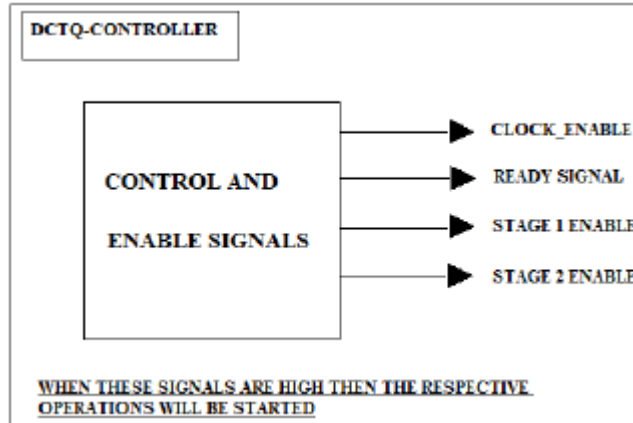 DCTQ-CONTROLLER
CLOCK_ENABLE
READY SIGNAL
CONTROL AND
STAGE 1 ENABLE
ENABLE SIGNALS
STAGE 2 ENABLE
WHEN THESE SIGNALS ARE HIGH THEN THE RESPECTIVE
OPERATIONS WILL BE STARTED